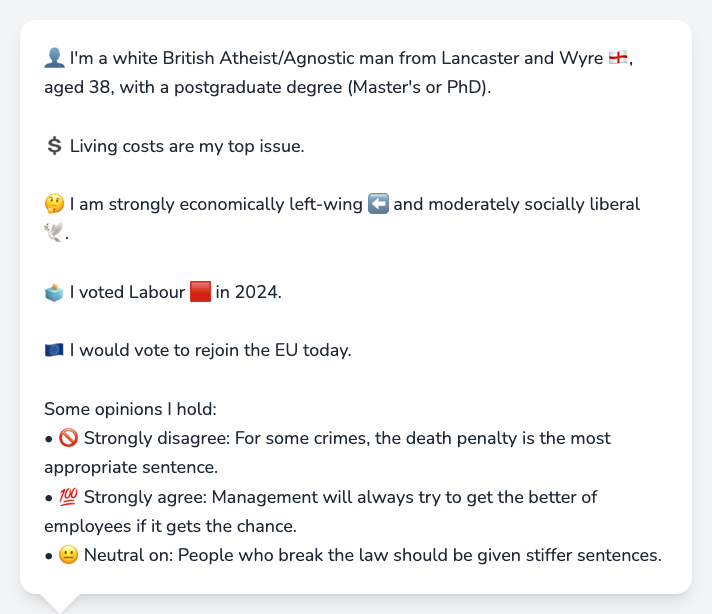 👤 I'm a white British Atheist/Agnostic man from Lancaster and Wyre 🏴󠁧󠁢󠁥󠁮󠁧󠁿,
aged 38, with a postgraduate degree (Master's or PhD).
💲 Living costs are my top issue.
🤔 I am strongly economically left-wing ⬅️ and moderately socially liberal
🕊️.
🗳️ I voted Labour 🟥 in 2024.
🇪🇺 I would vote to rejoin the EU today.
Some opinions I hold:
• 🚫 Strongly disagree: For some crimes, the death penalty is the most
appropriate sentence.
• 💯 Strongly agree: Management will always try to get the better of
employees if it gets the chance.
• 😐 Neutral on: People who break the law should be given stiffer sentences.